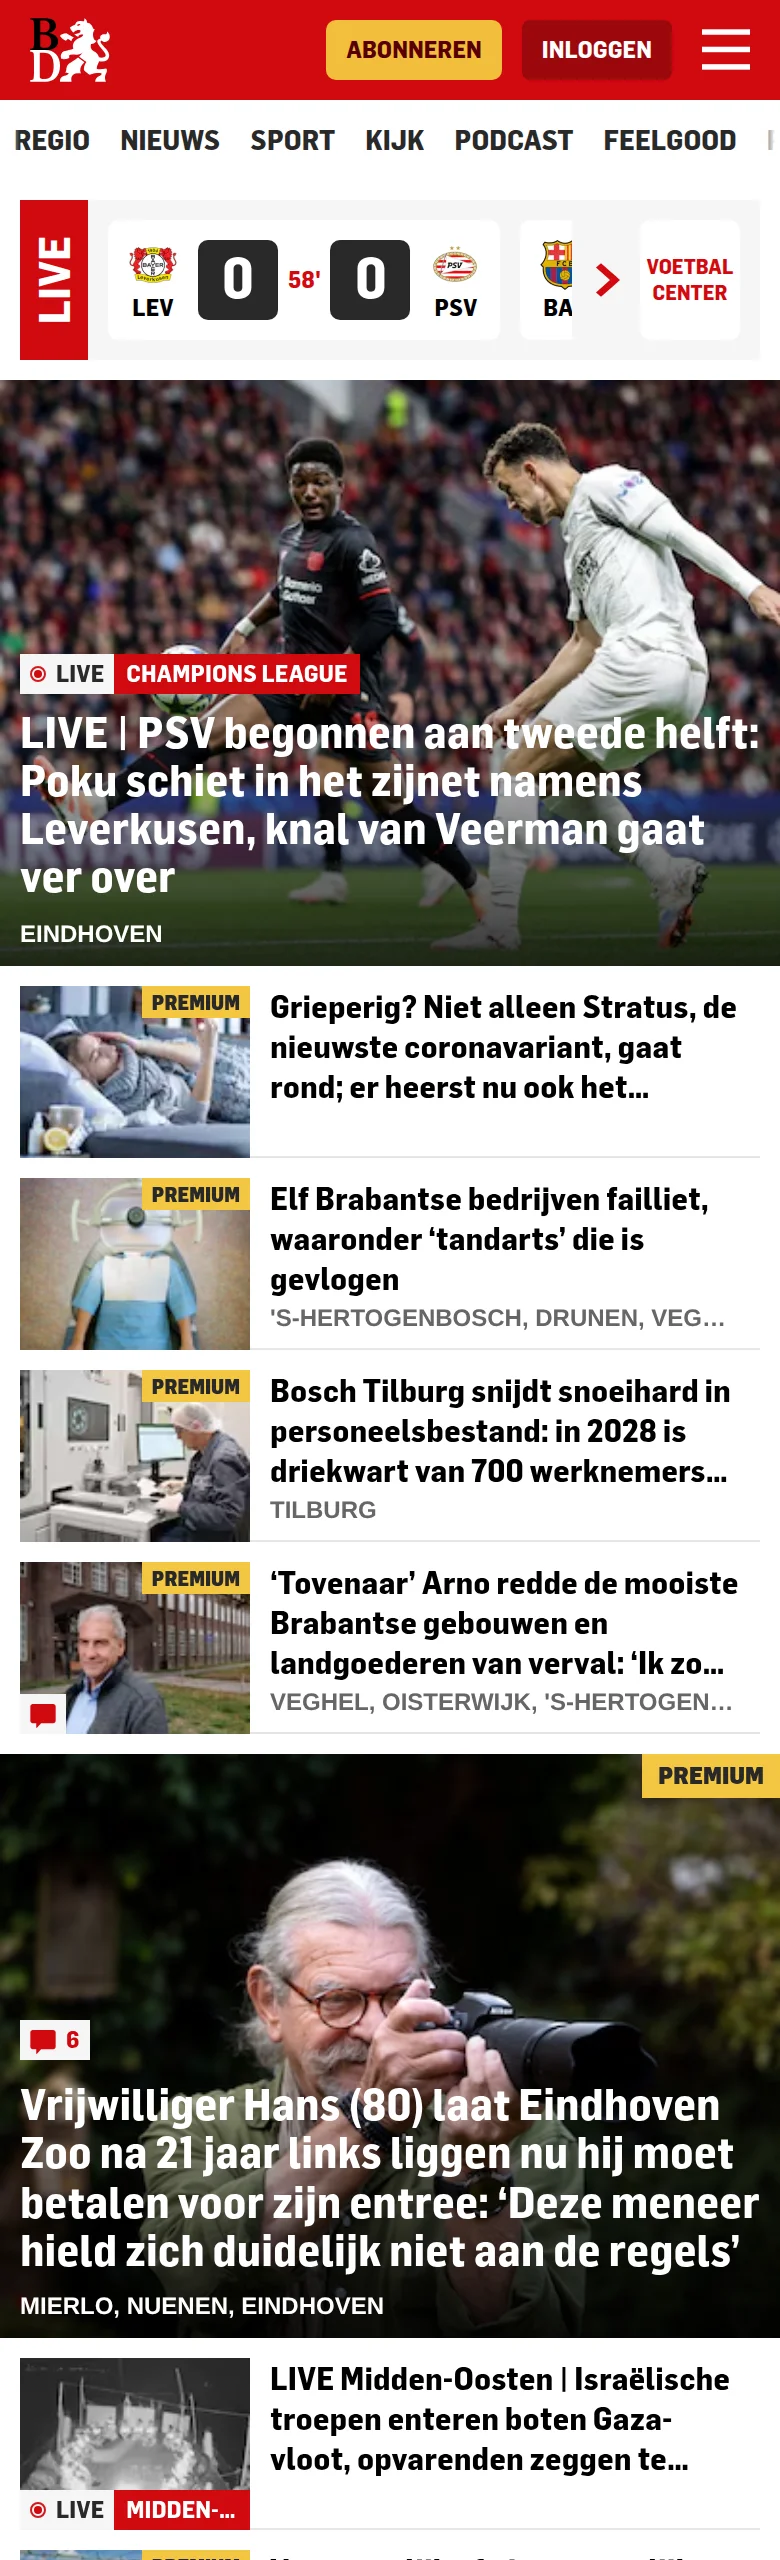 BD
ABONNEREN
INLOGGEN
REGIO NIEUWS SPORT KIJK PODCAST FEELGOOD
LIVE
LEV
0
58'
0
PSV
PSV
BA
VOETBAL
CENTER
LIVE CHAMPIONS LEAGUE
LIVE | PSV begonnen aan tweede helft:
Poku schiet in het zijnet namens
Leverkusen, knal van Veerman gaat
ver over
EINDHOVEN
PREMIUM
Grieperig? Niet alleen Stratus, de
nieuwste coronavariant, gaat
rond; er heerst nu ook het...
PREMIUM
Elf Brabantse bedrijven failliet,
waaronder ‘tandarts’ die is
gevlogen
'S-HERTOGENBOSCH, DRUNEN, VEG...
PREMIUM
Bosch Tilburg snijdt snoeihard in
personeelsbestand: in 2028 is
driekwart van 700 werknemers...
TILBURG
PREMIUM
‘Tovenaar’ Arno redde de mooiste
Brabantse gebouwen en
landgoederen van verval: ‘Ik zo...
VEGHEL, OISTERWIJK, 'S-HERTOGEN...
PREMIUM
6
Vrijwilliger Hans (80) laat Eindhoven
Zoo na 21 jaar links liggen nu hij moet
betalen voor zijn entree: ‘Deze meneer
hield zich duidelijk niet aan de regels’
MIERLO, NUENEN, EINDHOVEN
LIVE Midden-Oosten | Israëlische
troepen enteren boten Gaza-
vloot, opvarenden zeggen te...
LIVE MIDDEN-...